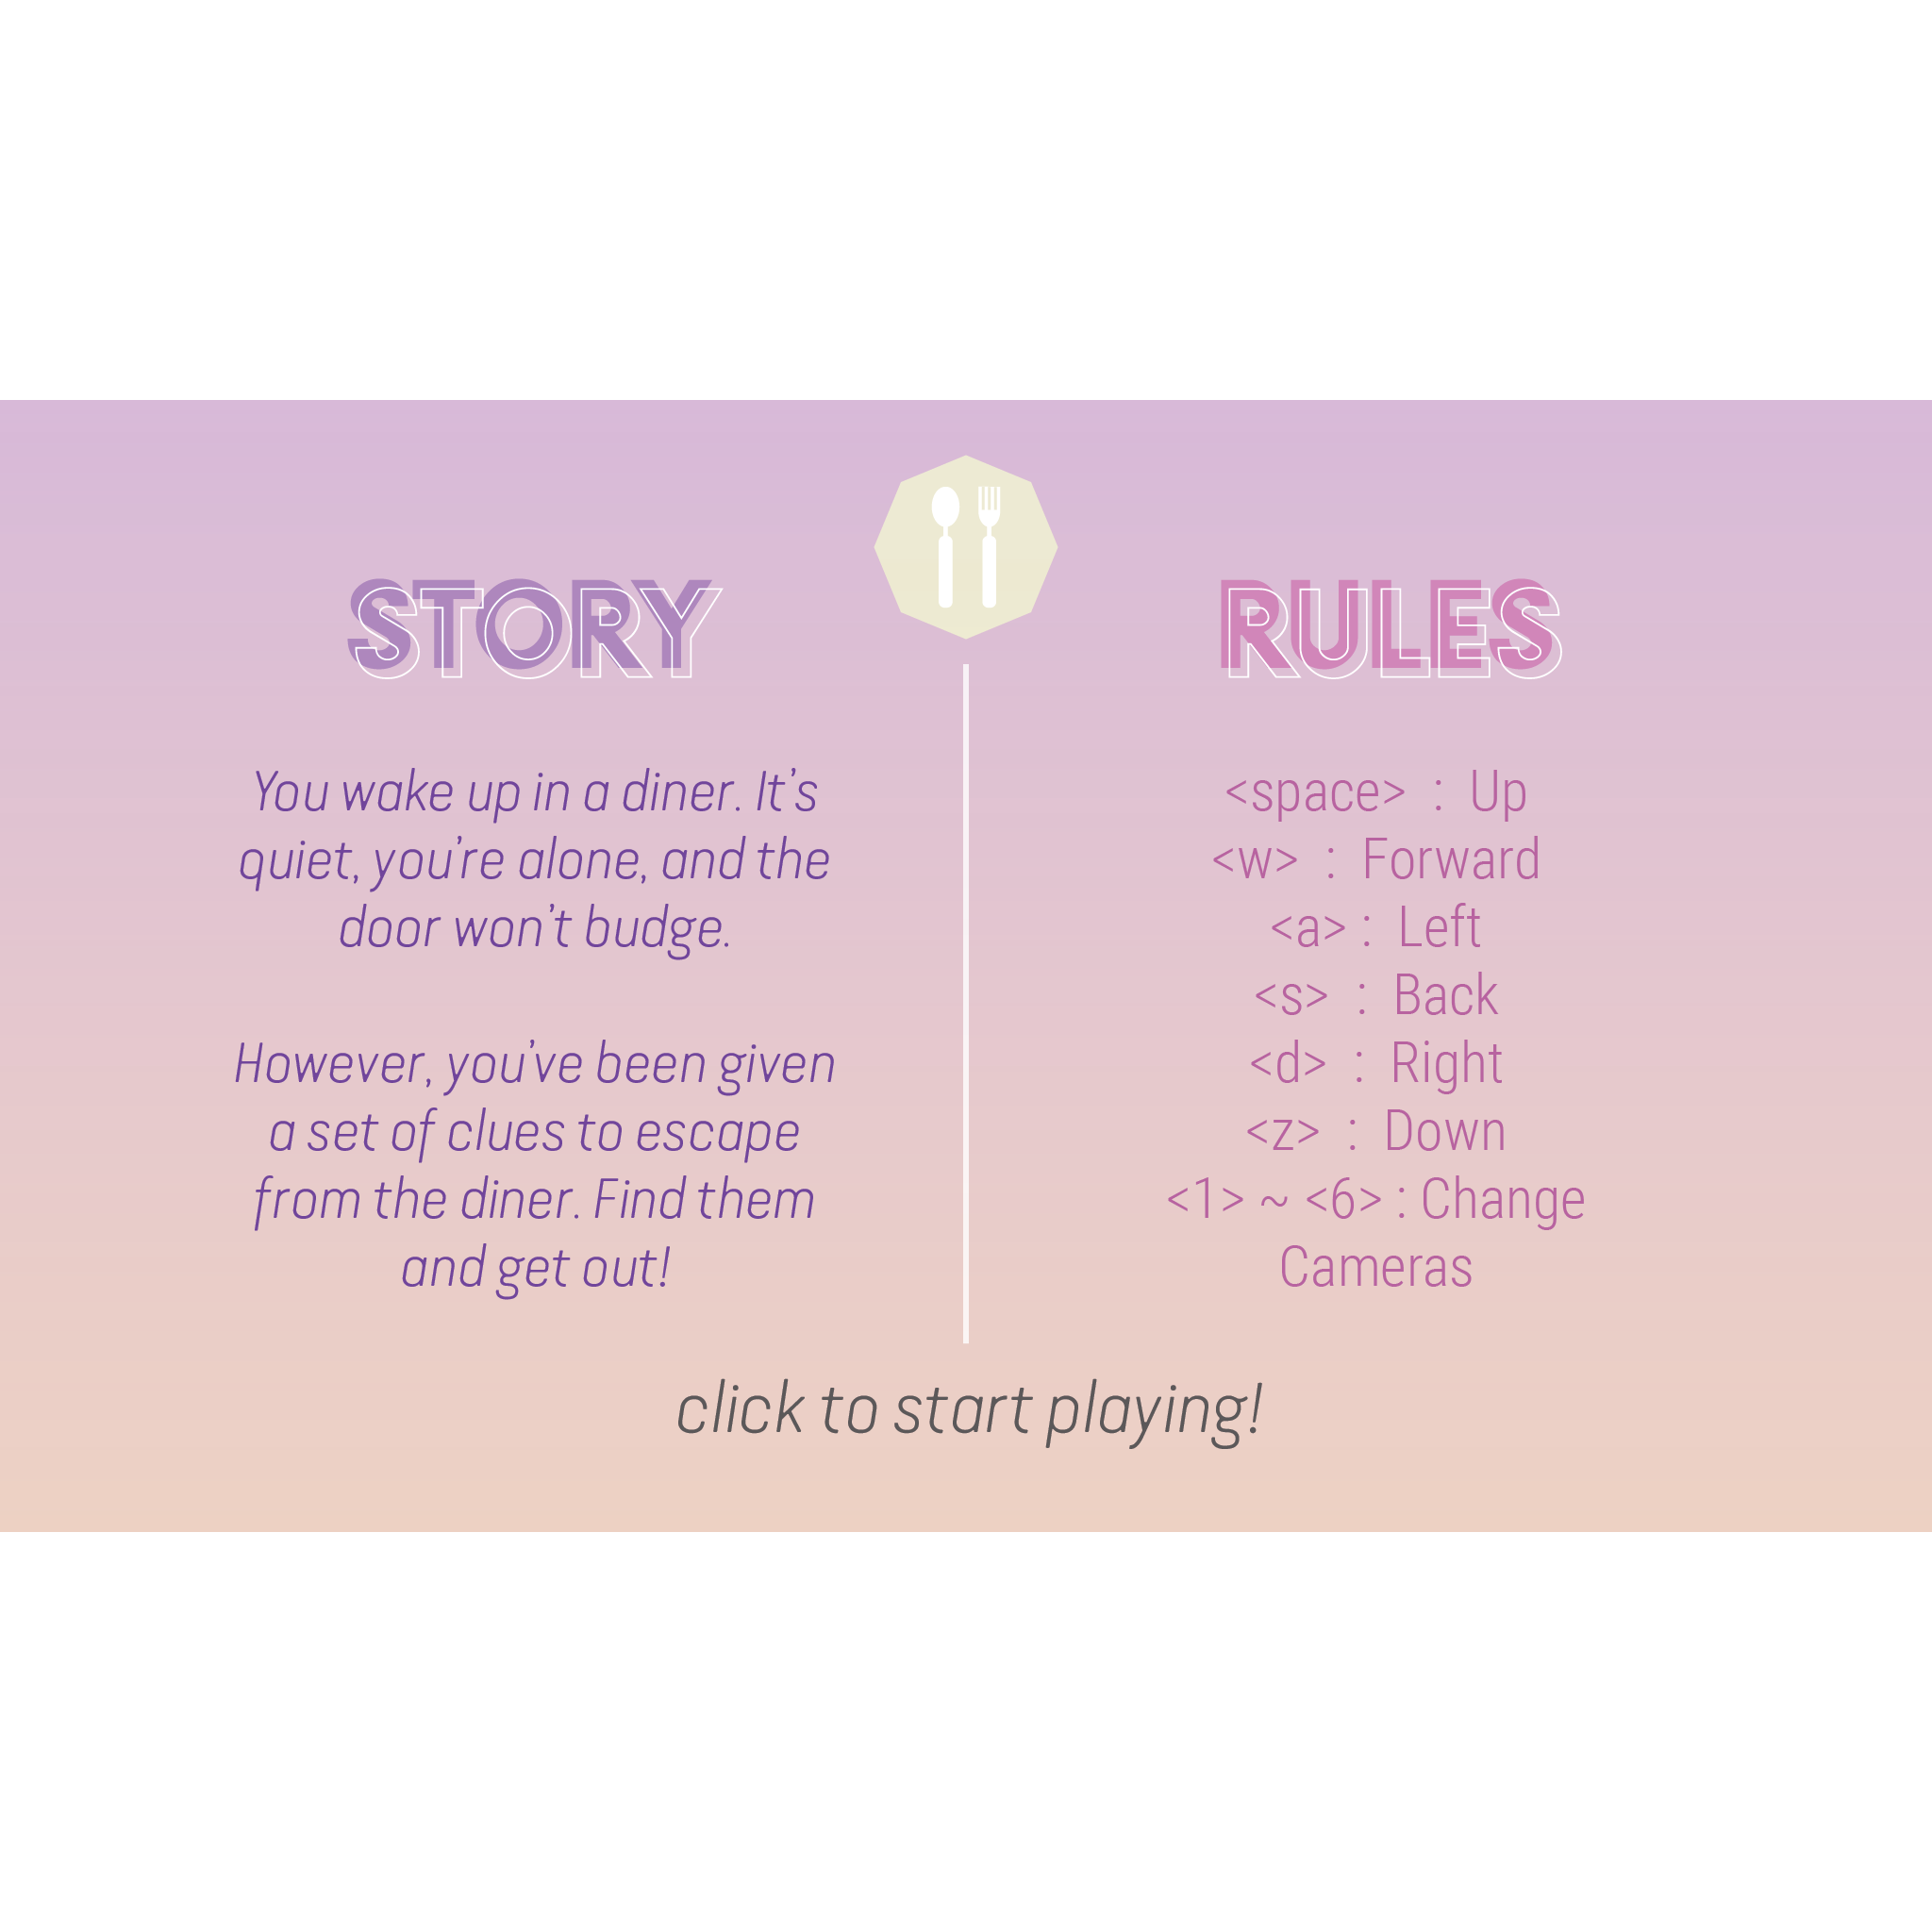 STORY
You wake up in a diner. It’s
quiet, you’re alone, and the
door won’t budge.
However, you’ve been given
a set of clues to escape
from the diner. Find them
and get out!
RULES
<space> : Up
<w> : Forward
<a> : Left
<s> : Back
<d> : Right
<z> : Down
<1> ~ <6> : Change
Cameras
click to start playing!